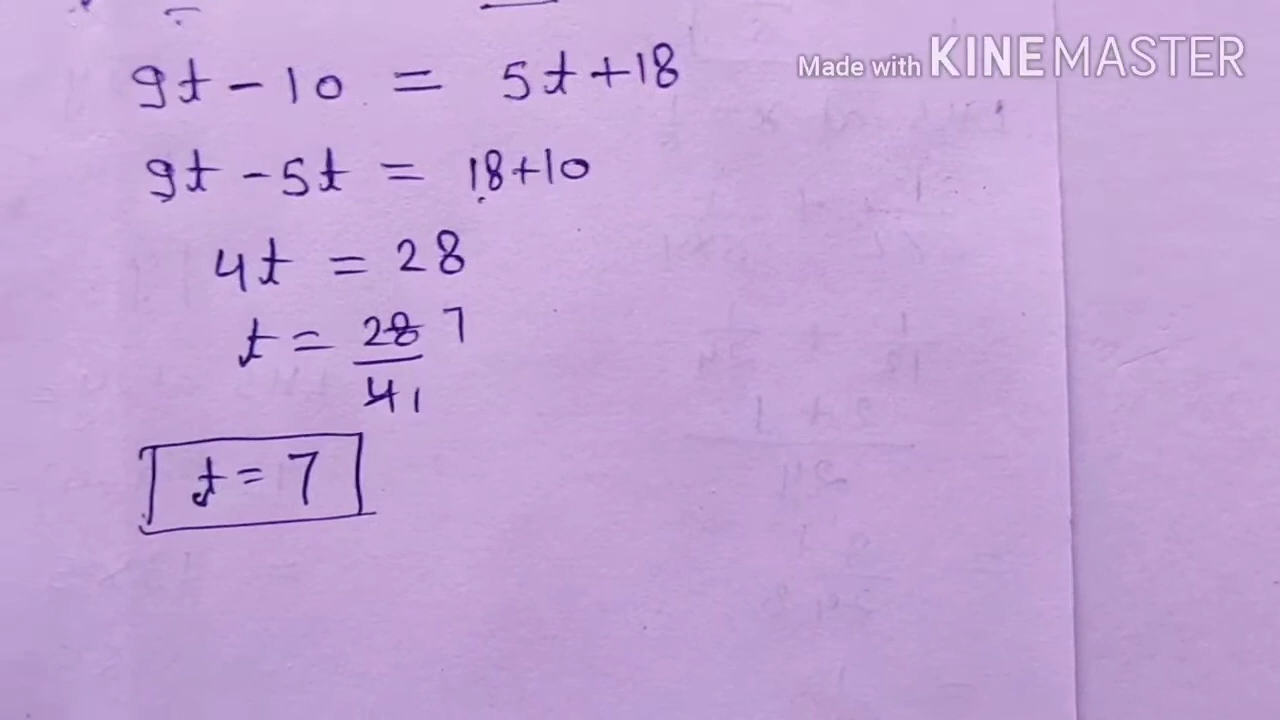 Made with KINEMASTER
9t - 10 = 5t + 18
9t - 5t = 18 + 10
4t = 28
t = 28/4 7 1
t = 7